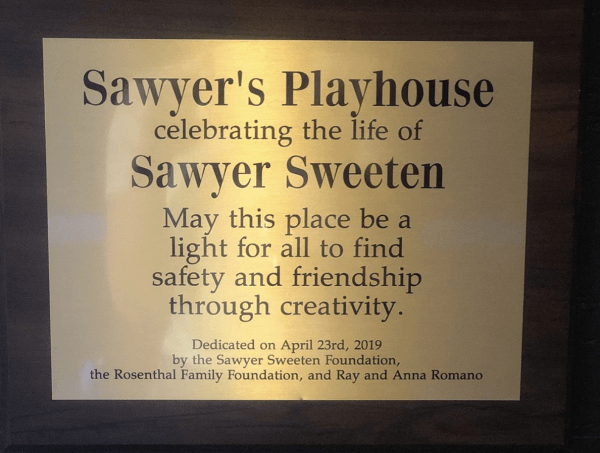 Sawyer's Playhouse
celebrating the life of
Sawyer Sweeten
May this place be a
light for all to find
safety and friendship
through creativity.
Dedicated on April 23rd, 2019
by the Sawyer Sweeten Foundation,
the Rosenthal Family Foundation, and Ray and Anna Romano